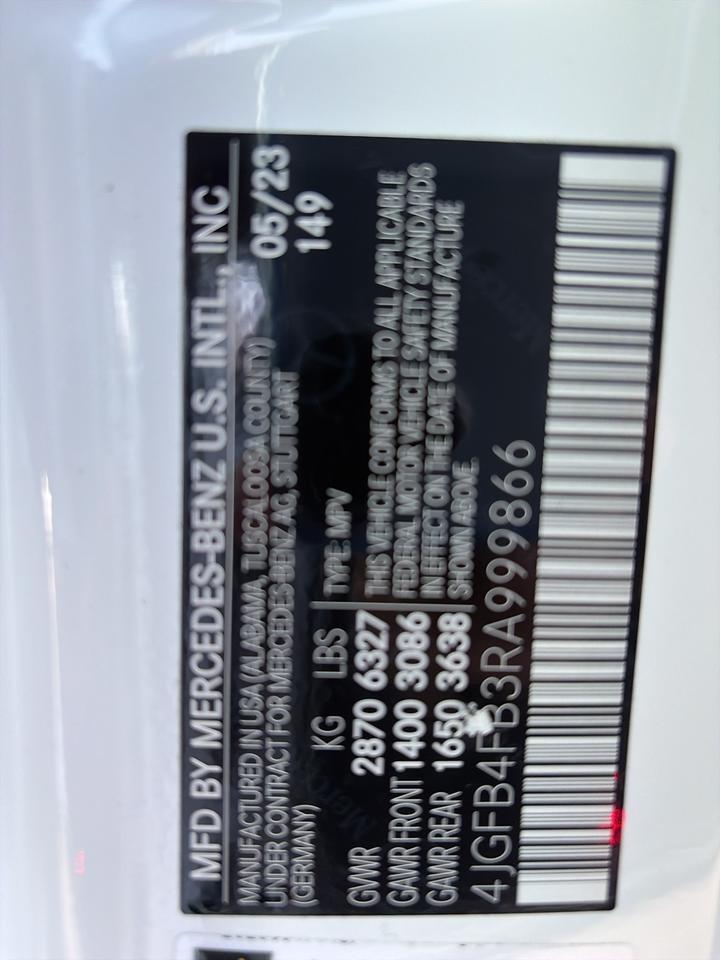 MFD BY MERCEDES-BENZ U.S. INTL., INC
MANUFACTURED IN USA (ALABAMA, TUSCALOOSA COUNTY)
UNDER CONTRACT FOR MERCEDES-BENZ AG, STUTTGART
(GERMANY)
05/23
149
KG LBS
GVWR 2870 6327
GAWR FRONT 1400 3086
GAWR REAR 1650 3638
TYPE: MPV
THIS VEHICLE CONFORMS TO ALL APPLICABLE
FEDERAL MOTOR VEHICLE SAFETY STANDARDS
IN EFFECT ON THE DATE OF MANUFACTURE
SHOWN ABOVE.
4JGFB4FB3RA999866